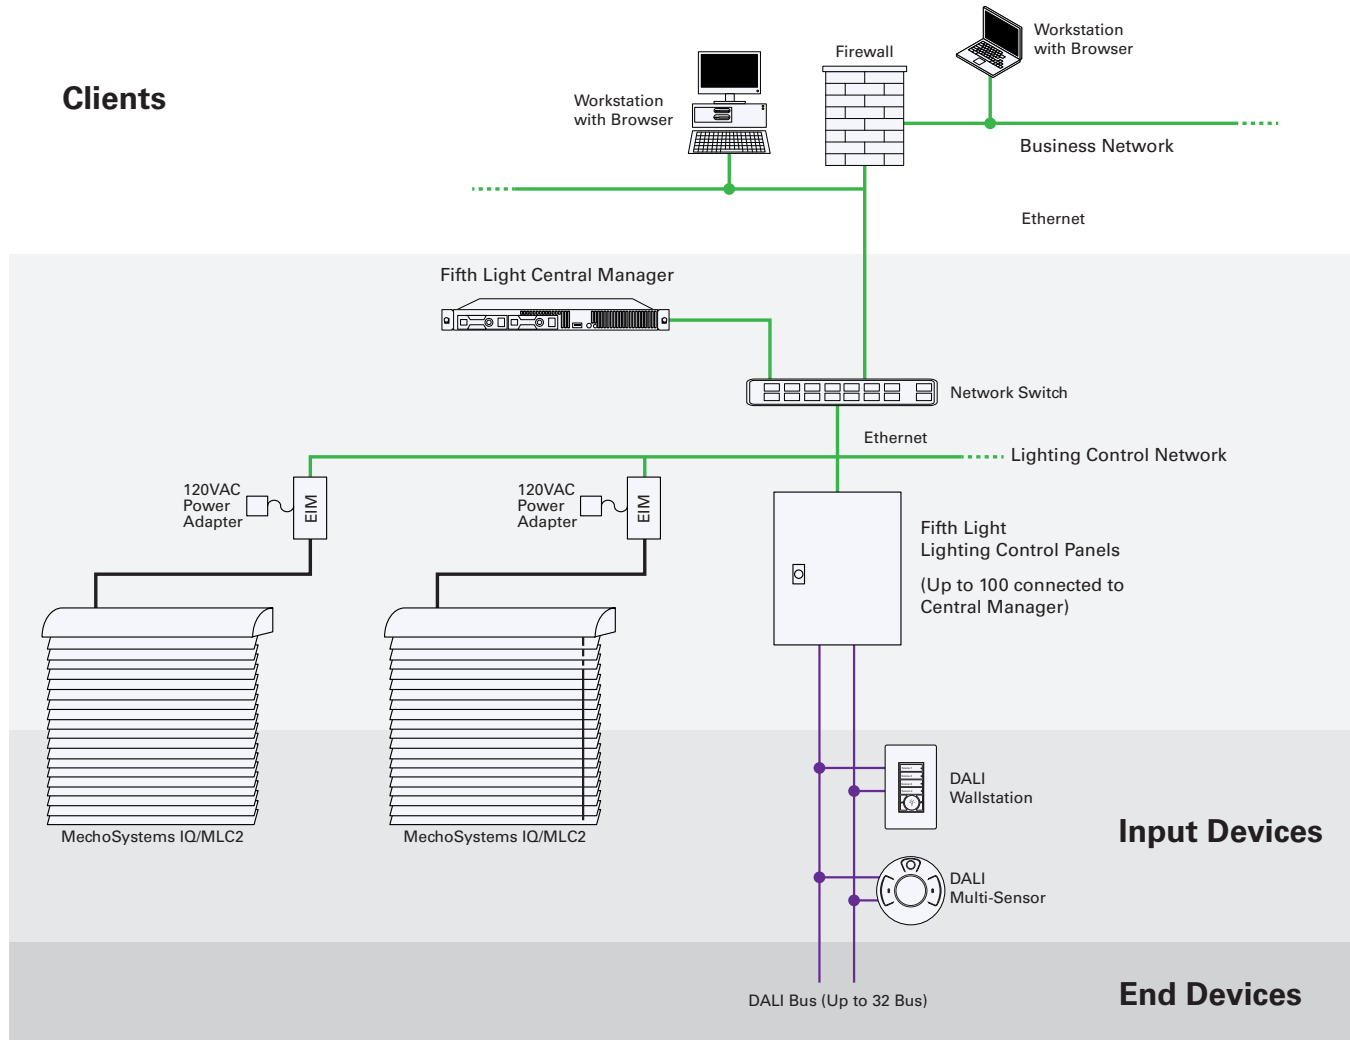 Clients
Workstation
with Browser
Firewall
Workstation
with Browser
Business Network
Ethernet
Fifth Light Central Manager
Network Switch
Ethernet
Lighting Control Network
120VAC
Power
Adapter
EIM
120VAC
Power
Adapter
EIM
Fifth Light
Lighting Control Panels
(Up to 100 connected to
Central Manager)
MechoSystems IQ/MLC2
MechoSystems IQ/MLC2
DALI
Wallstation
Input Devices
DALI
Multi-Sensor
DALI Bus (Up to 32 Bus)
End Devices